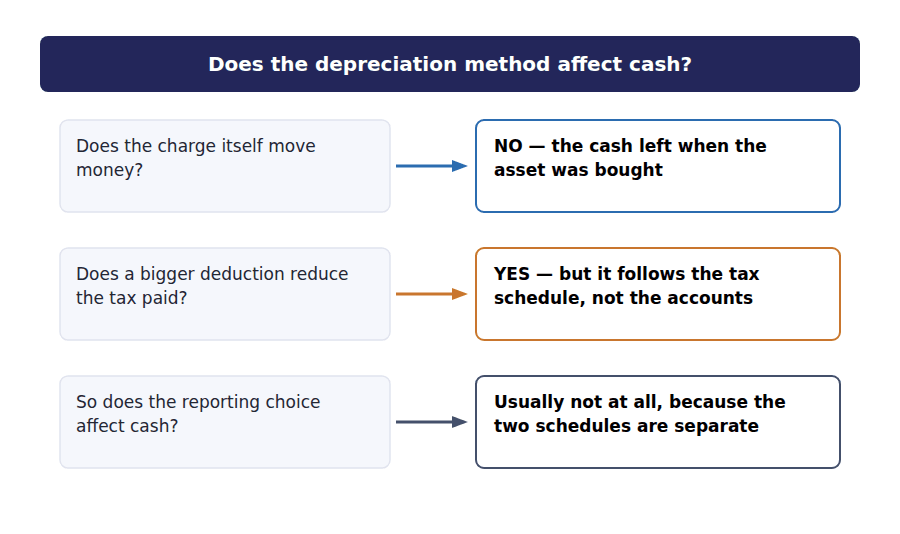 Does the depreciation method affect cash?
Does the charge itself move
money?
NO — the cash left when the
asset was bought
Does a bigger deduction reduce
the tax paid?
YES — but it follows the tax
schedule, not the accounts
So does the reporting choice
affect cash?
Usually not at all, because the
two schedules are separate